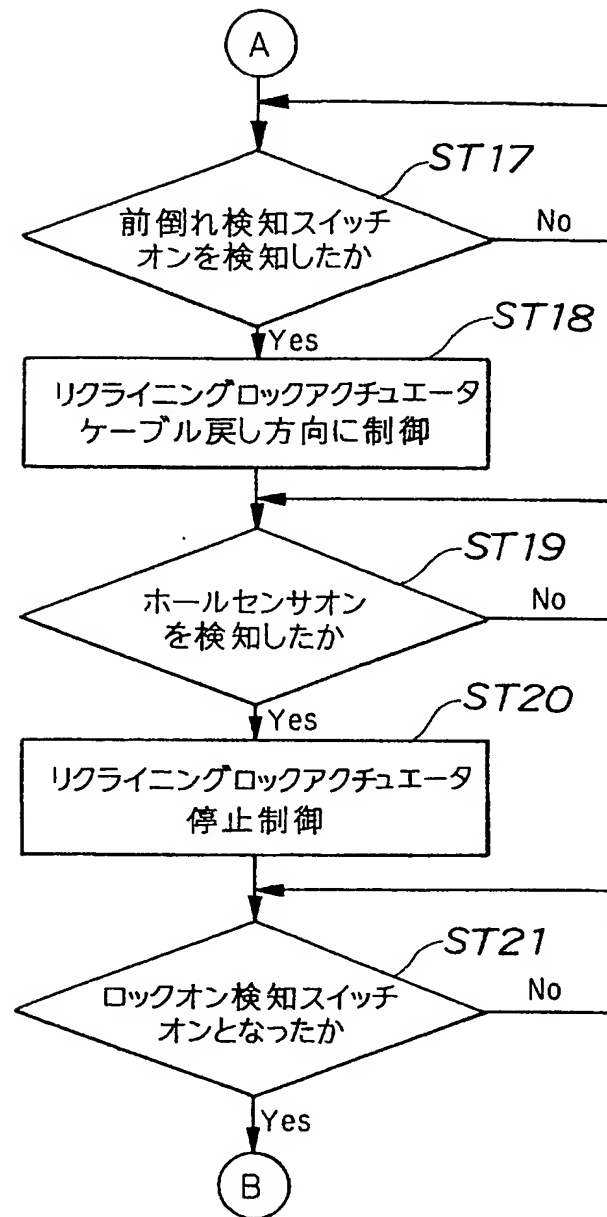 A
ST17
前倒れ検知スイッチ
オンを検知したか
No
Yes
ST18
リクライニングロックアクチュエータ
ケーブル戻し方向に制御
ST19
ホールセンサオン
を検知したか
No
Yes
ST20
リクライニングロックアクチュエータ
停止制御
ST21
ロックオン検知スイッチ
オンとなったか
No
Yes
B